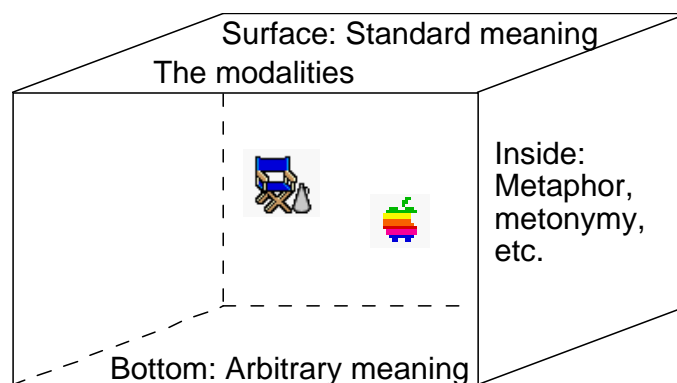 Surface: Standard meaning
The modalities
Inside:
Metaphor,
metonymy,
etc.
Bottom: Arbitrary meaning